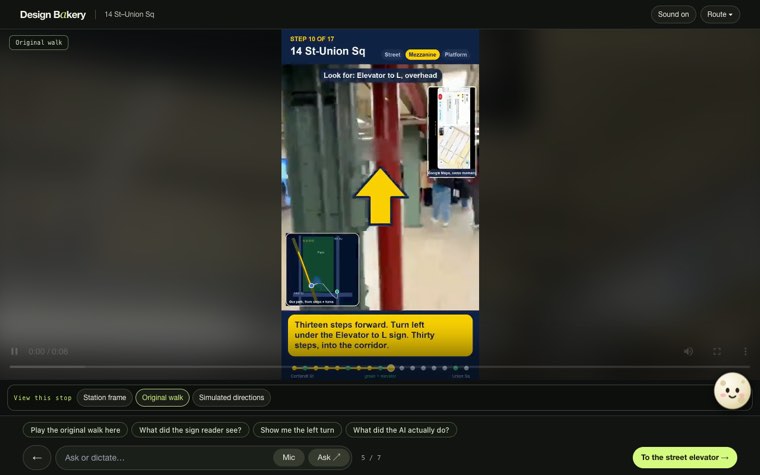 Design Bakery
14 St–Union Sq
Sound on
Route
Original walk
STEP 10 OF 17
14 St-Union Sq
Street
Mezzanine
Platform
Look for: Elevator to L, overhead
Thirteen steps forward. Turn left
under the Elevator to L sign. Thirty
steps, into the corridor.
0:00 / 0:06
View this stop
Station frame
Original walk
Simulated directions
Play the original walk here
What did the sign reader see?
Show me the left turn
What did the AI actually do?
←
Ask or dictate…
Mic
Ask ↗
5 / 7
To the street elevator →